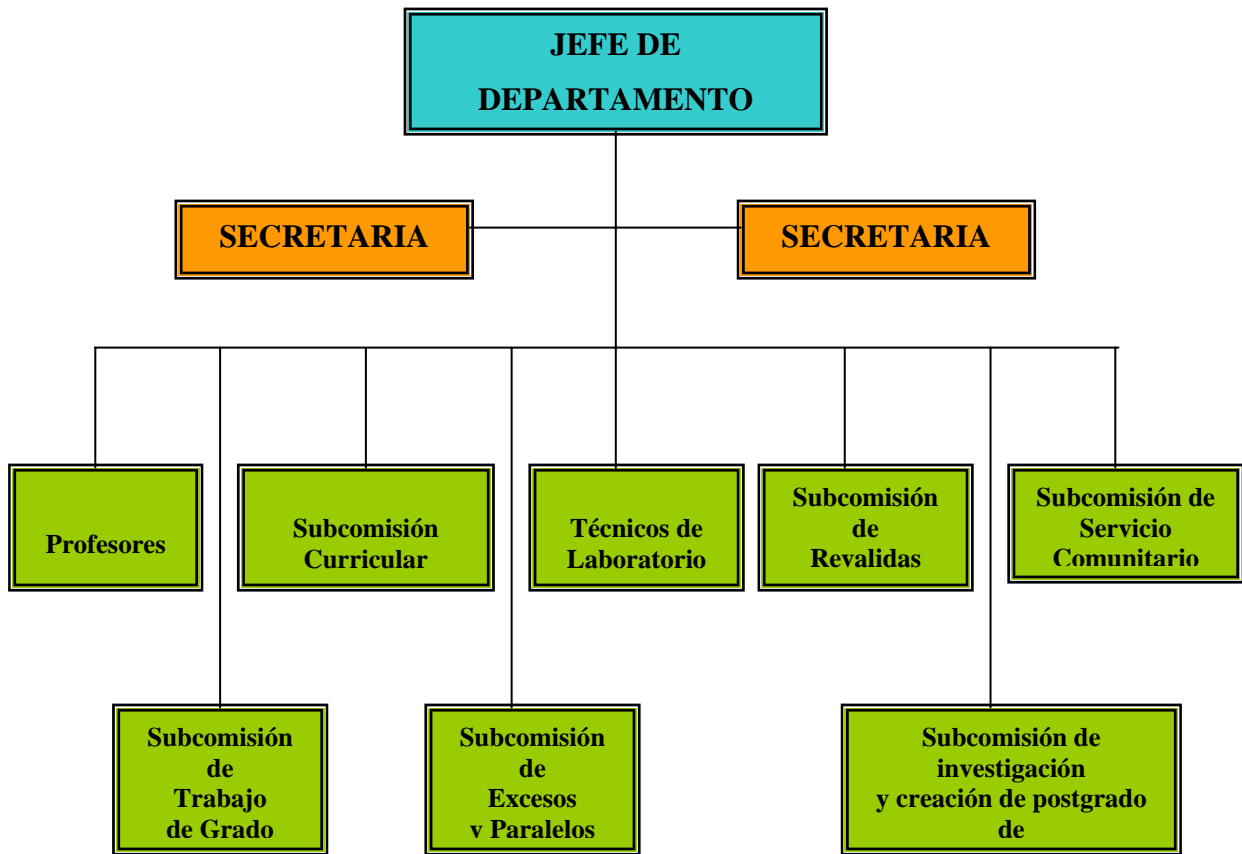 JEFE DE
DEPARTAMENTO
SECRETARIA
SECRETARIA
Profesores
Subcomisión
Curricular
Técnicos de
Laboratorio
Subcomisión
de
Revalidas
Subcomisión de
Servicio
Comunitario
Subcomisión
de
Trabajo
de Grado
Subcomisión
de
Excesos
y Paralelos
Subcomisión de
investigación
y creación de postgrado
de